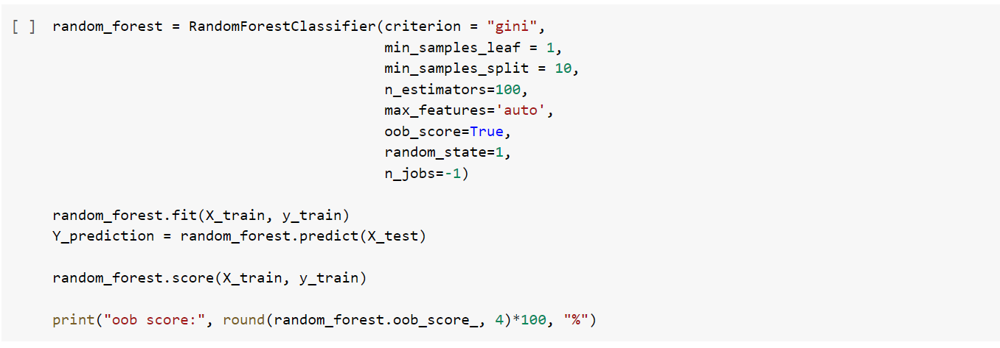 [ ] random_forest = RandomForestClassifier(criterion = "gini",
min_samples_leaf = 1,
min_samples_split = 10,
n_estimators=100,
max_features='auto',
oob_score=True,
random_state=1,
n_jobs=-1)
random_forest.fit(X_train, y_train)
Y_prediction = random_forest.predict(X_test)
random_forest.score(X_train, y_train)
print("oob score:", round(random_forest.oob_score_, 4)*100, "%")